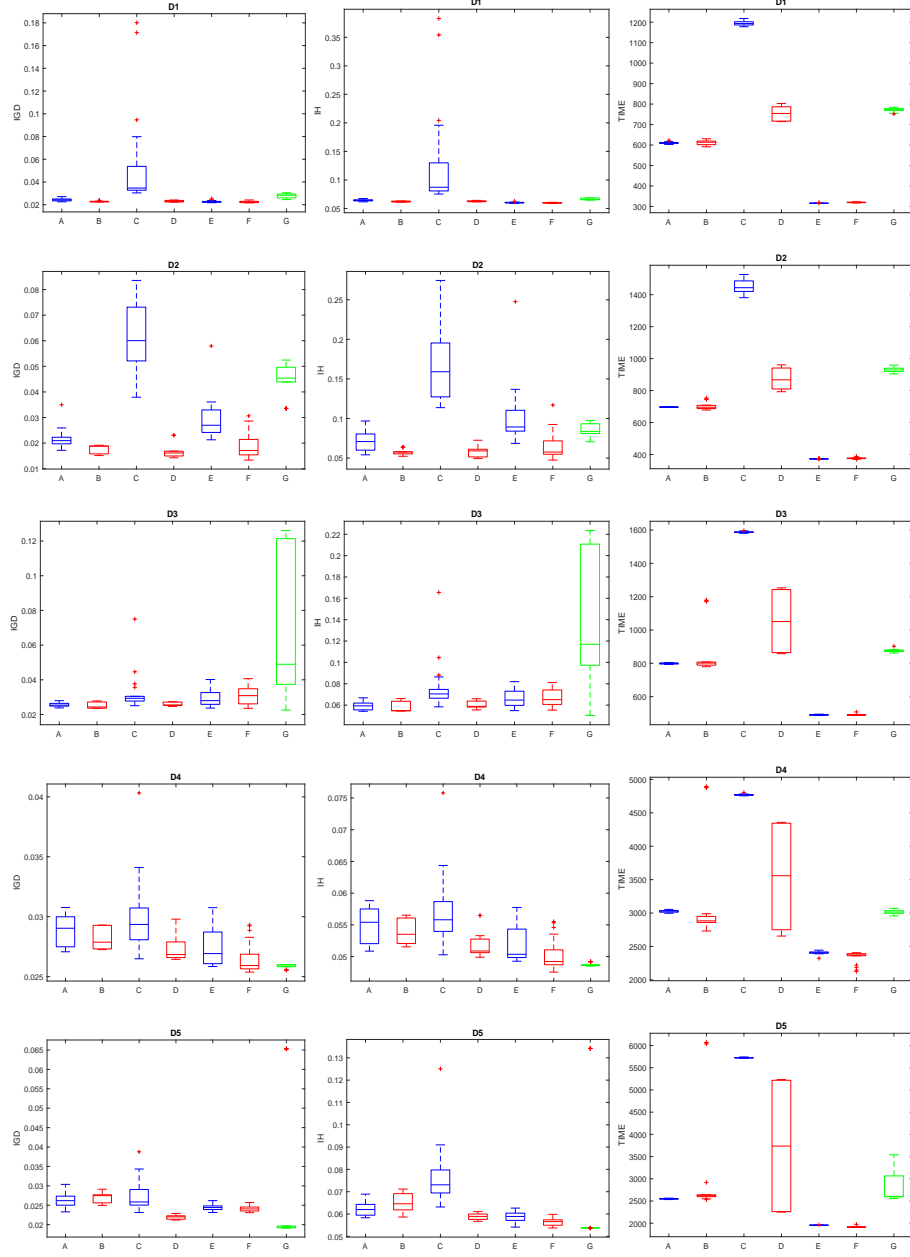 D1
IGD
0.18
0.16
0.14
0.12
0.1
0.08
0.06
0.04
0.02
A B C D E F G
D1
IH
0.35
0.3
0.25
0.2
0.15
0.1
0.05
A B C D E F G
D1
TIME
1200
1100
1000
900
800
700
600
500
400
300
A B C D E F G
D2
IGD
0.08
0.07
0.06
0.05
0.04
0.03
0.02
0.01
A B C D E F G
D2
IH
0.25
0.2
0.15
0.1
0.05
A B C D E F G
D2
TIME
1400
1200
1000
800
600
400
A B C D E F G
D3
IGD
0.12
0.1
0.08
0.06
0.04
0.02
A B C D E F G
D3
IH
0.22
0.2
0.18
0.16
0.14
0.12
0.1
0.08
0.06
A B C D E F G
D3
TIME
1600
1400
1200
1000
800
600
A B C D E F G
D4
IGD
0.04
0.035
0.03
0.025
A B C D E F G
D4
IH
0.075
0.07
0.065
0.06
0.055
0.05
A B C D E F G
D4
TIME
5000
4500
4000
3500
3000
2500
2000
A B C D E F G
D5
IGD
0.065
0.06
0.055
0.05
0.045
0.04
0.035
0.03
0.025
0.02
A B C D E F G
D5
IH
0.13
0.12
0.11
0.1
0.09
0.08
0.07
0.06
0.05
A B C D E F G
D5
TIME
6000
5500
5000
4500
4000
3500
3000
2500
2000
A B C D E F G